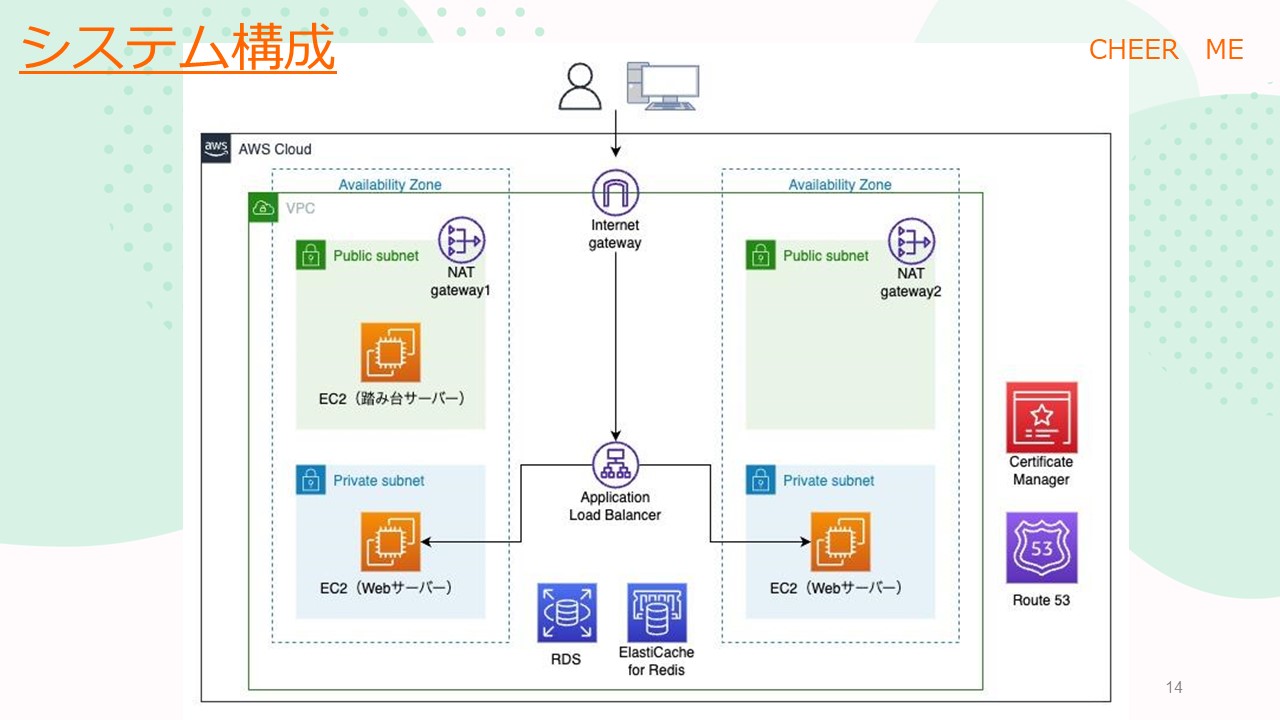 システム構成
CHEER ME
aws
AWS Cloud
Availability Zone
Availability Zone
VPC
Internet
gateway
Public subnet
NAT
gateway1
Public subnet
NAT
gateway2
EC2（踏み台サーバー）
Certificate
Manager
Private subnet
Application
Load Balancer
Private subnet
EC2（Webサーバー）
EC2（Webサーバー）
53
Route 53
RDS
ElastiCache
for Redis
14